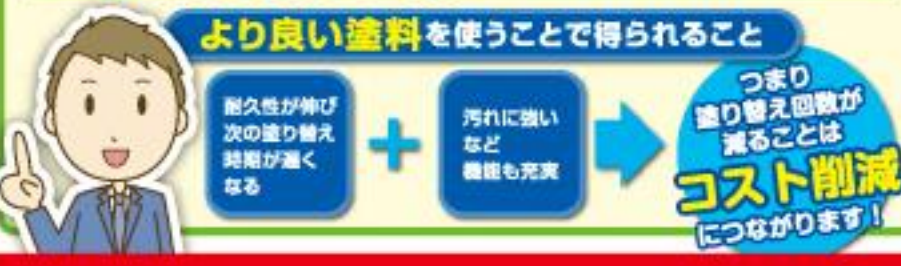 より良い塗料を使うことで得られること
耐久性が伸び
次の塗り替え
時期が遅く
なる
+
汚れに強い
など
機能も充実
つまり
塗り替え回数が
減ることは
コスト削減
につながります!